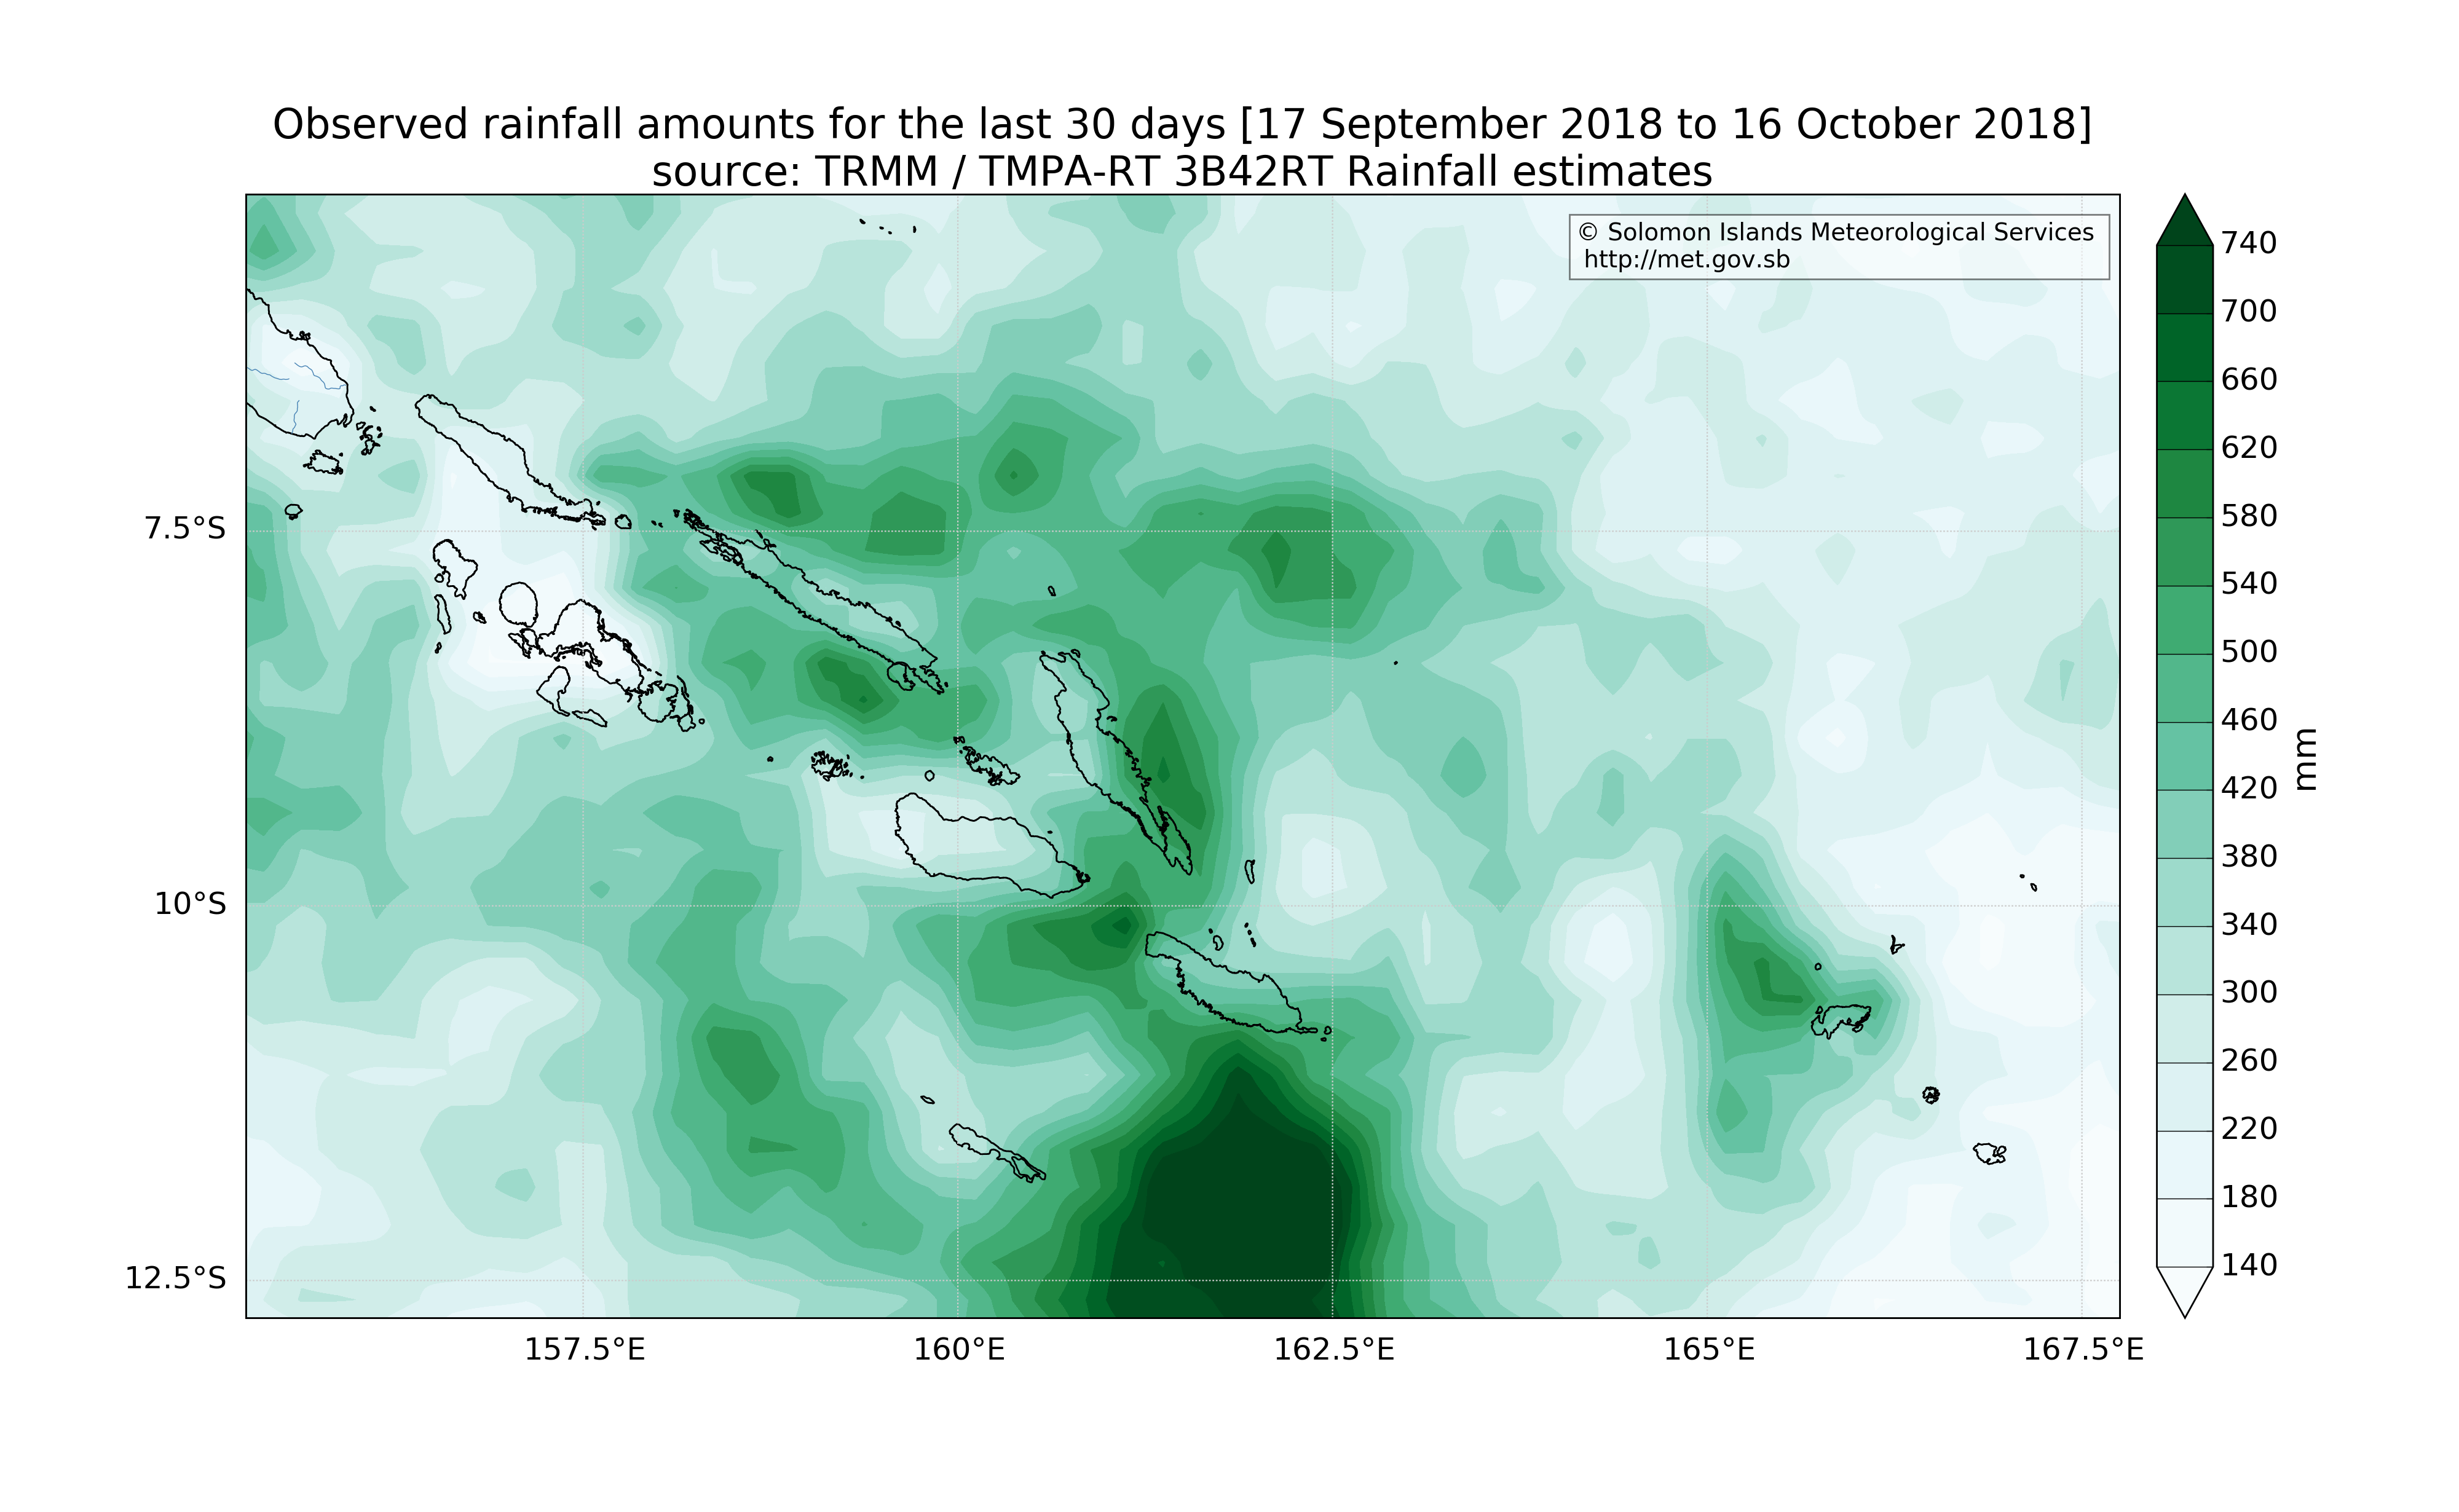 Observed rainfall amounts for the last 30 days [17 September 2018 to 16 October 2018]
source: TRMM / TMPA-RT 3B42RT Rainfall estimates
© Solomon Islands Meteorological Services
http://met.gov.sb
7.5°S
10°S
12.5°S
157.5°E
160°E
162.5°E
165°E
167.5°E
740
700
660
620
580
540
500
460
420
380
340
300
260
220
180
140
mm